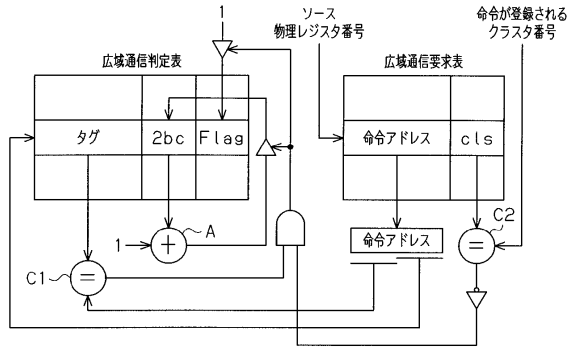 1
ソース
物理レジスタ番号
命令が登録される
クラスタ番号
広域通信判定表
広域通信要求表
タグ
2bc
Flag
命令アドレス
cls
命令アドレス
C2
A
1
+
=
C1
=